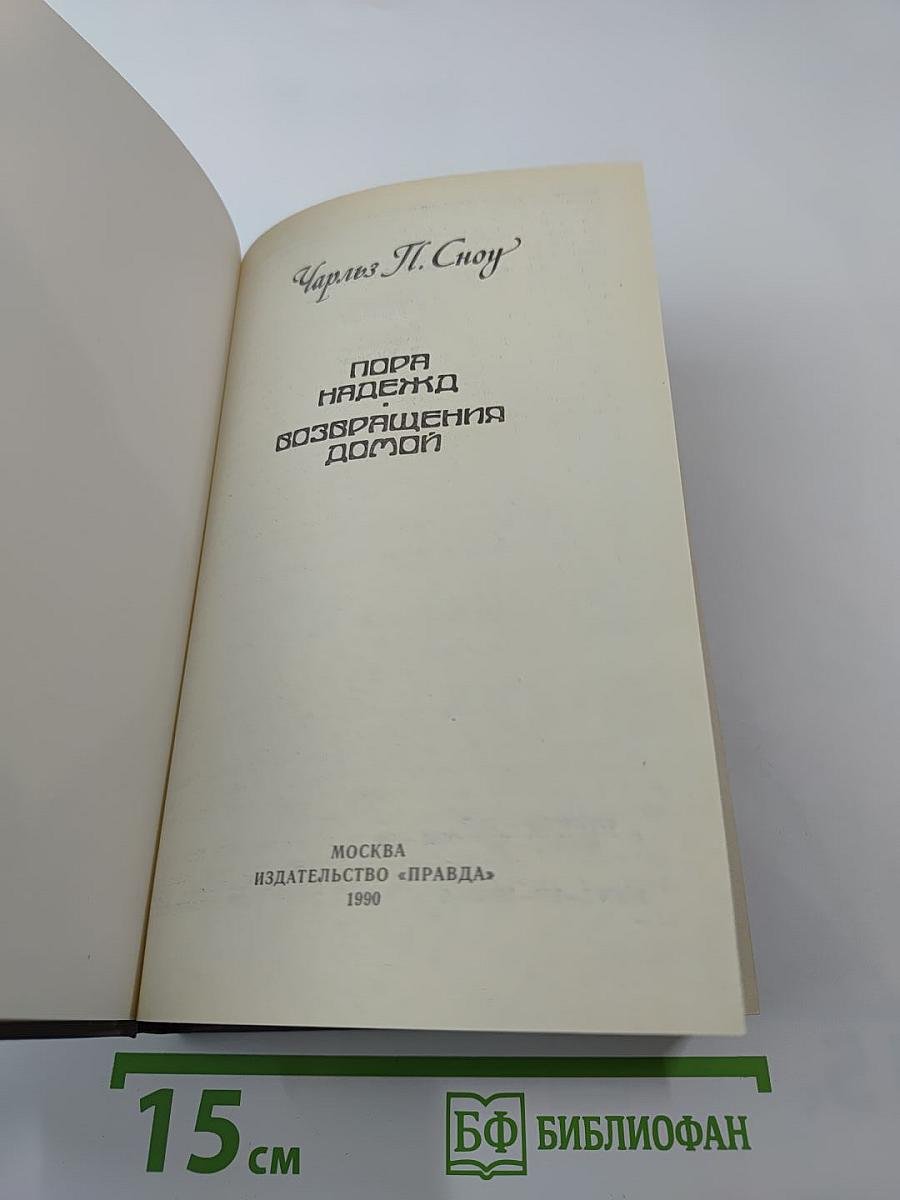 Чарльз П. Сноу
ПОРА
НАДЕЖД
·
ВОЗВРАЩЕНИЯ
ДОМОЙ
МОСКВА
ИЗДАТЕЛЬСТВО «ПРАВДА»
1990
15 см
БФ БИБЛИОФАН